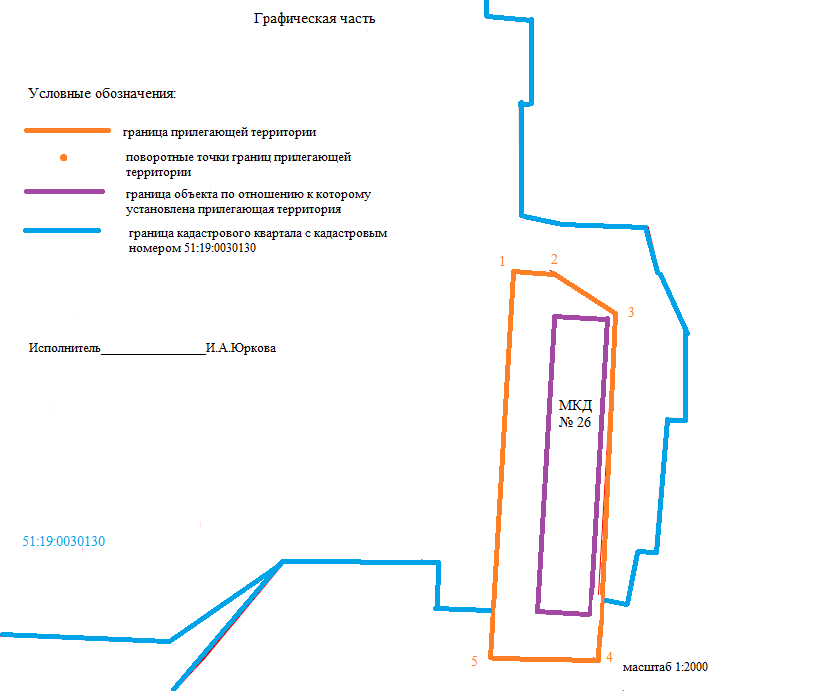 Графическая часть
Условные обозначения:
граница прилегающей территории
поворотные точки границ прилегающей
территории
граница объекта по отношению к которому
установлена прилегающая территория
граница кадастрового квартала с кадастровым
номером 51:19:0030130
1
2
3
Исполнитель________________И.А.Юркова
МКД
№ 26
51:19:0030130
5
4
масштаб 1:2000